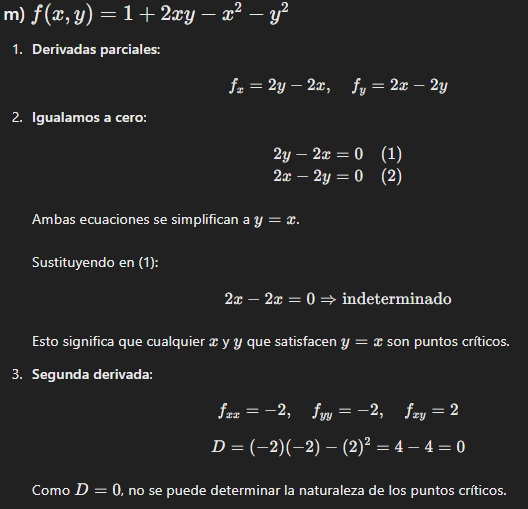 m) f(x, y) = 1 + 2xy − x² − y²
1. Derivadas parciales:
fₓ = 2y − 2x, f_y = 2x − 2y
2. Igualamos a cero:
2y − 2x = 0 (1)
2x − 2y = 0 (2)
Ambas ecuaciones se simplifican a y = x.
Sustituyendo en (1):
2x − 2x = 0 ⇒ indeterminado
Esto significa que cualquier x y y que satisfacen y = x son puntos críticos.
3. Segunda derivada:
fₓₓ = −2, f_yy = −2, f_xy = 2
D = (−2)(−2) − (2)² = 4 − 4 = 0
Como D = 0, no se puede determinar la naturaleza de los puntos críticos.